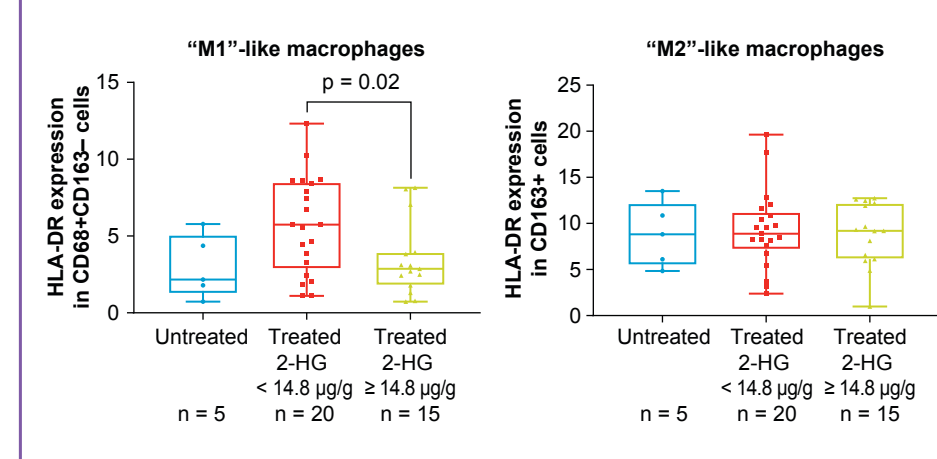 “M1”-like macrophages
HLA-DR expression
in CD68+CD163– cells
15
10
5
0
p = 0.02
Untreated
Treated
2-HG
< 14.8 µg/g
Treated
2-HG
≥ 14.8 µg/g
n = 5
n = 20
n = 15
“M2”-like macrophages
HLA-DR expression
in CD163+ cells
25
20
15
10
5
0
Untreated
Treated
2-HG
< 14.8 µg/g
Treated
2-HG
≥ 14.8 µg/g
n = 5
n = 20
n = 15